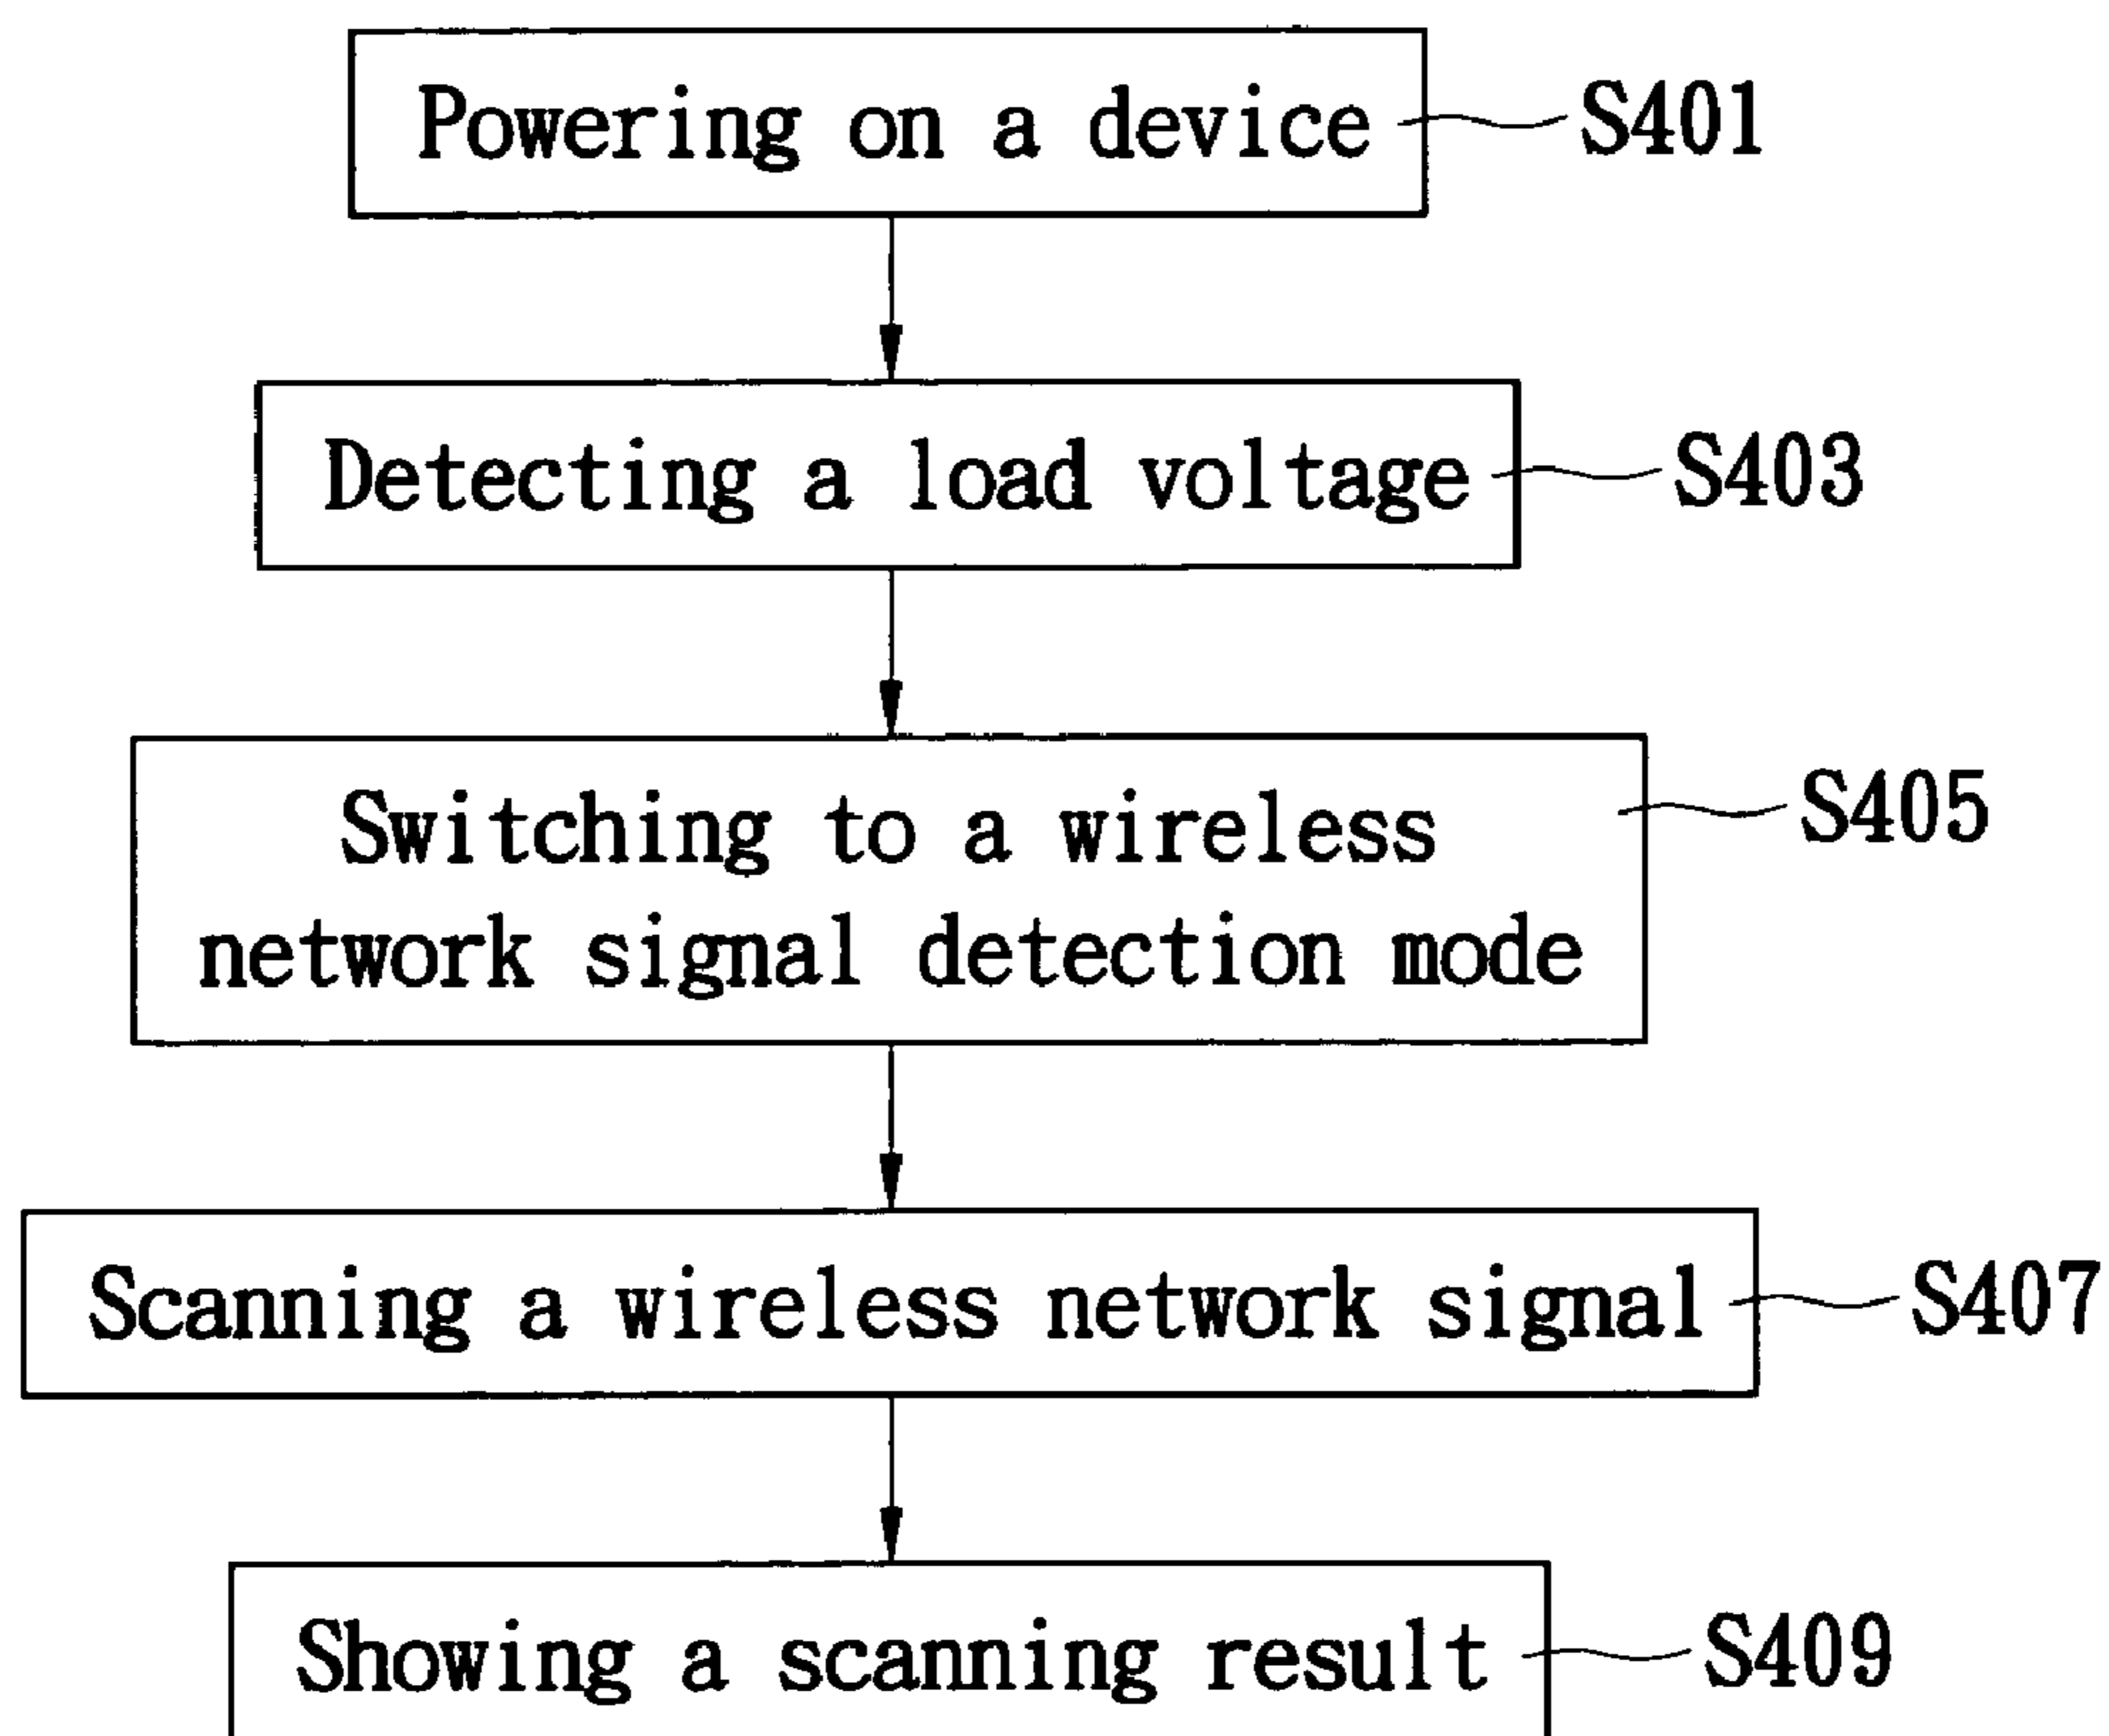 Powering on a device
S401
Detecting a load voltage
S403
Switching to a wireless
S405
network signal detection mode
Scanning a wireless network signal
S407
Showing a scanning result
S409